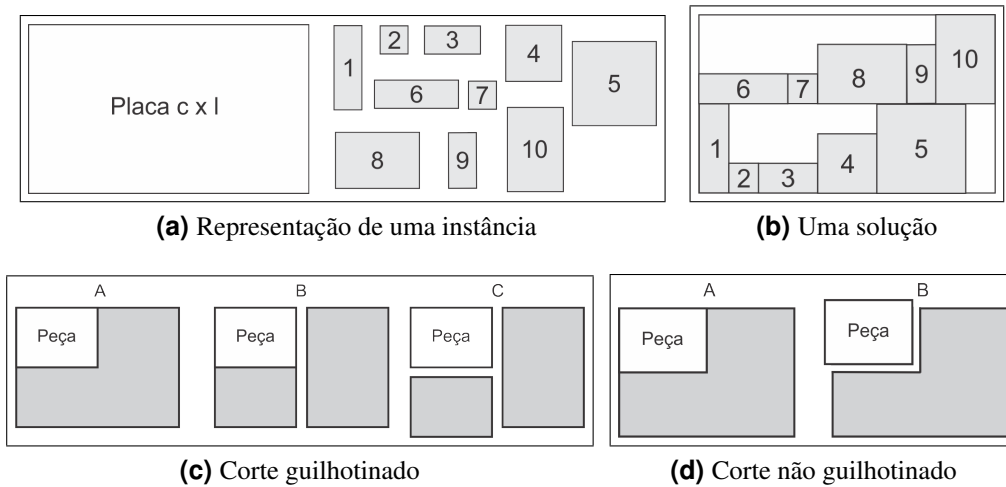 Placa c x l
1
2
3
4
5
6
7
8
9
10
(a) Representação de uma instância
6
7
8
9
10
1
2
3
4
5
(b) Uma solução
A
B
C
Peça
Peça
Peça
(c) Corte guilhotinado
A
B
Peça
Peça
(d) Corte não guilhotinado